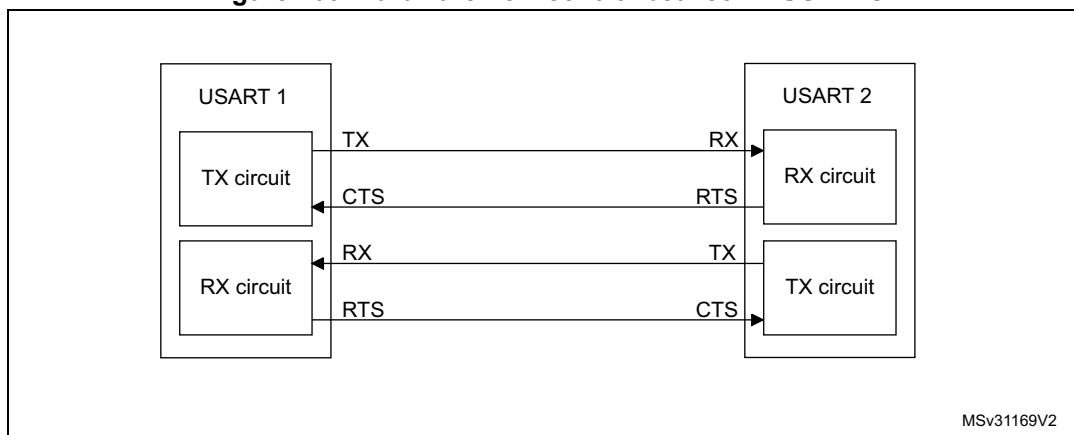 USART 1 USART 2
TX RX
TX circuit RX circuit
CTS RTS
RX TX
RX circuit TX circuit
RTS CTS
MSv31169V2